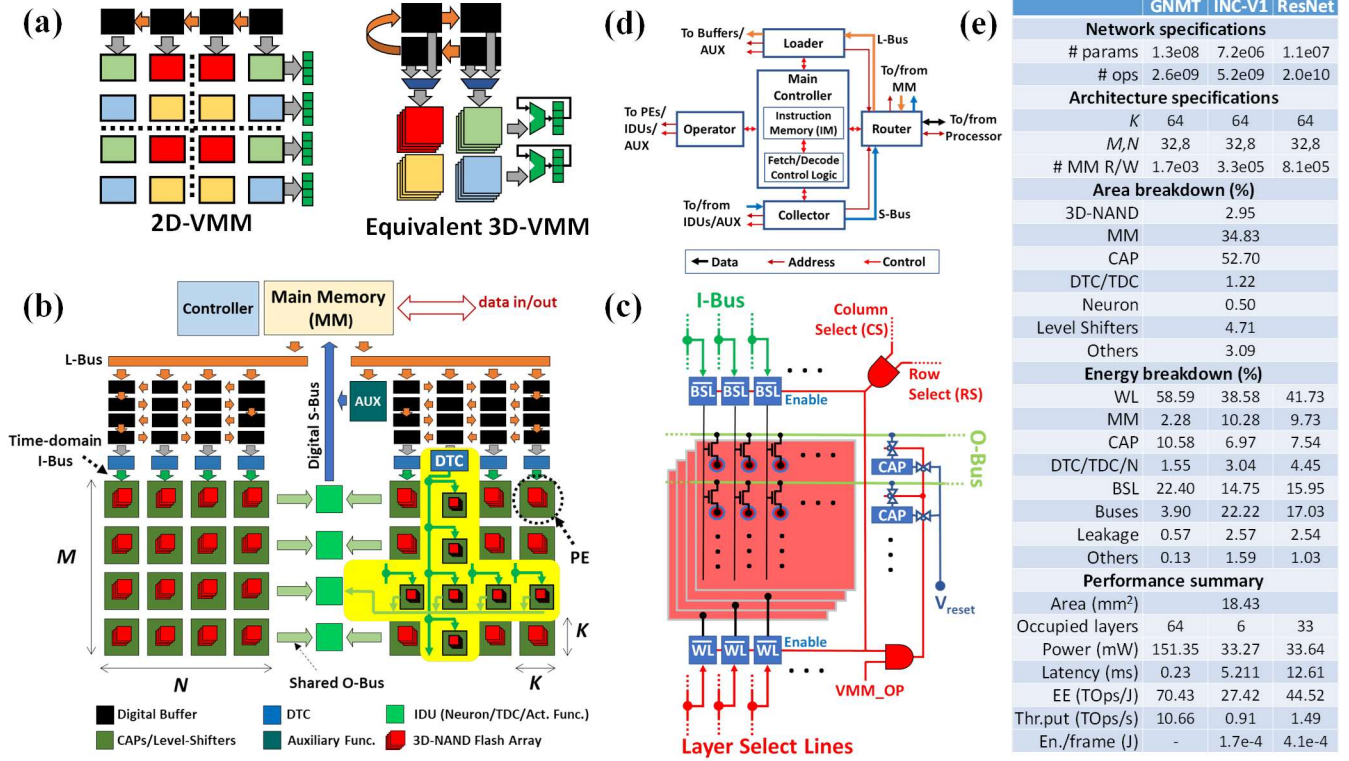 (a)
2D-VMM
Equivalent 3D-VMM
(b)
Controller
Main Memory
(MM)
data in/out
L-Bus
AUX
Digital S-Bus
Time-domain
I-Bus
DTC
M
PE
K
N
Shared O-Bus
K
Digital Buffer
DTC
IDU (Neuron/TDC/Act. Func.)
CAPs/Level-Shifters
Auxiliary Func.
3D-NAND Flash Array
(d)
To Buffers/
AUX
Loader
L-Bus
To/from
MM
Main
Controller
To PEs/
IDUs/
AUX
Operator
Instruction
Memory (IM)
Router
To/from
Processor
Fetch/Decode
Control Logic
To/from
IDUs/AUX
Collector
S-Bus
Data
Address
Control
(c)
I-Bus
Column
Select (CS)
Row
Select (RS)
BSL
BSL
BSL
Enable
O-Bus
CAP
CAP
Vreset
WL
WL
WL
Enable
VMM_OP
Layer Select Lines
(e)
GNMT INC-V1 ResNet
Network specifications
# params 1.3e08 7.2e06 1.1e07
# ops 2.6e09 5.2e09 2.0e10
Architecture specifications
K 64 64 64
M,N 32,8 32,8 32,8
# MM R/W 1.7e03 3.3e05 8.1e05
Area breakdown (%)
3D-NAND 2.95
MM 34.83
CAP 52.70
DTC/TDC 1.22
Neuron 0.50
Level Shifters 4.71
Others 3.09
Energy breakdown (%)
WL 58.59 38.58 41.73
MM 2.28 10.28 9.73
CAP 10.58 6.97 7.54
DTC/TDC/N 1.55 3.04 4.45
BSL 22.40 14.75 15.95
Buses 3.90 22.22 17.03
Leakage 0.57 2.57 2.54
Others 0.13 1.59 1.03
Performance summary
Area (mm²) 18.43
Occupied layers 64 6 33
Power (mW) 151.35 33.27 33.64
Latency (ms) 0.23 5.211 12.61
EE (TOps/J) 70.43 27.42 44.52
Thr.put (TOps/s) 10.66 0.91 1.49
En./frame (J) - 1.7e-4 4.1e-4